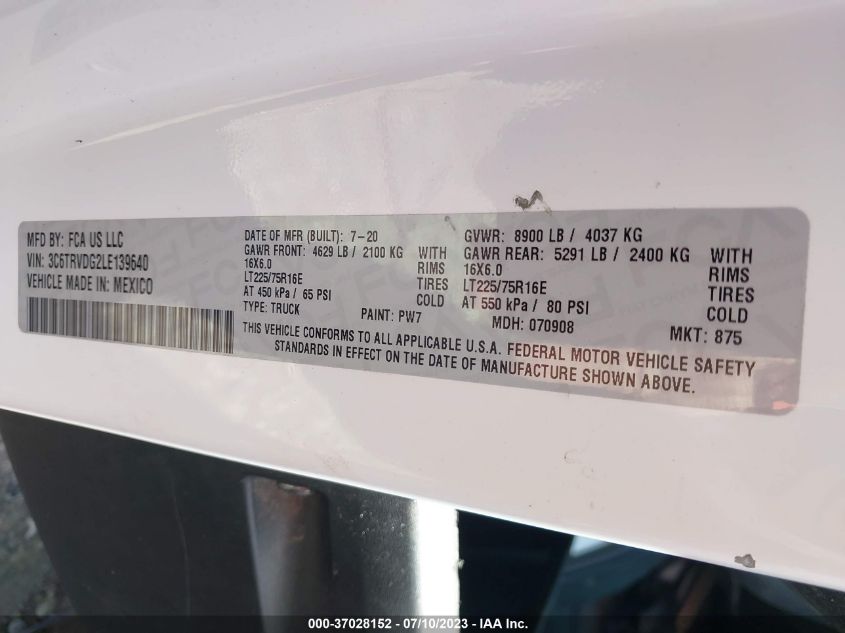 MFD BY: FCA US LLC
VIN: 3C6TRVDG2LE139640
VEHICLE MADE IN: MEXICO
DATE OF MFR (BUILT): 7-20
GAWR FRONT: 4629 LB / 2100 KG WITH
16X6.0 RIMS
LT225/75R16E TIRES
AT 450 kPa / 65 PSI COLD
TYPE: TRUCK PAINT: PW7
GVWR: 8900 LB / 4037 KG
GAWR REAR: 5291 LB / 2400 KG WITH
16X6.0 RIMS
LT225/75R16E TIRES
AT 550 kPa / 80 PSI COLD
MDH: 070908 MKT: 875
THIS VEHICLE CONFORMS TO ALL APPLICABLE U.S.A. FEDERAL MOTOR VEHICLE SAFETY
STANDARDS IN EFFECT ON THE DATE OF MANUFACTURE SHOWN ABOVE.
000-37028152 - 07/10/2023 - IAA Inc.